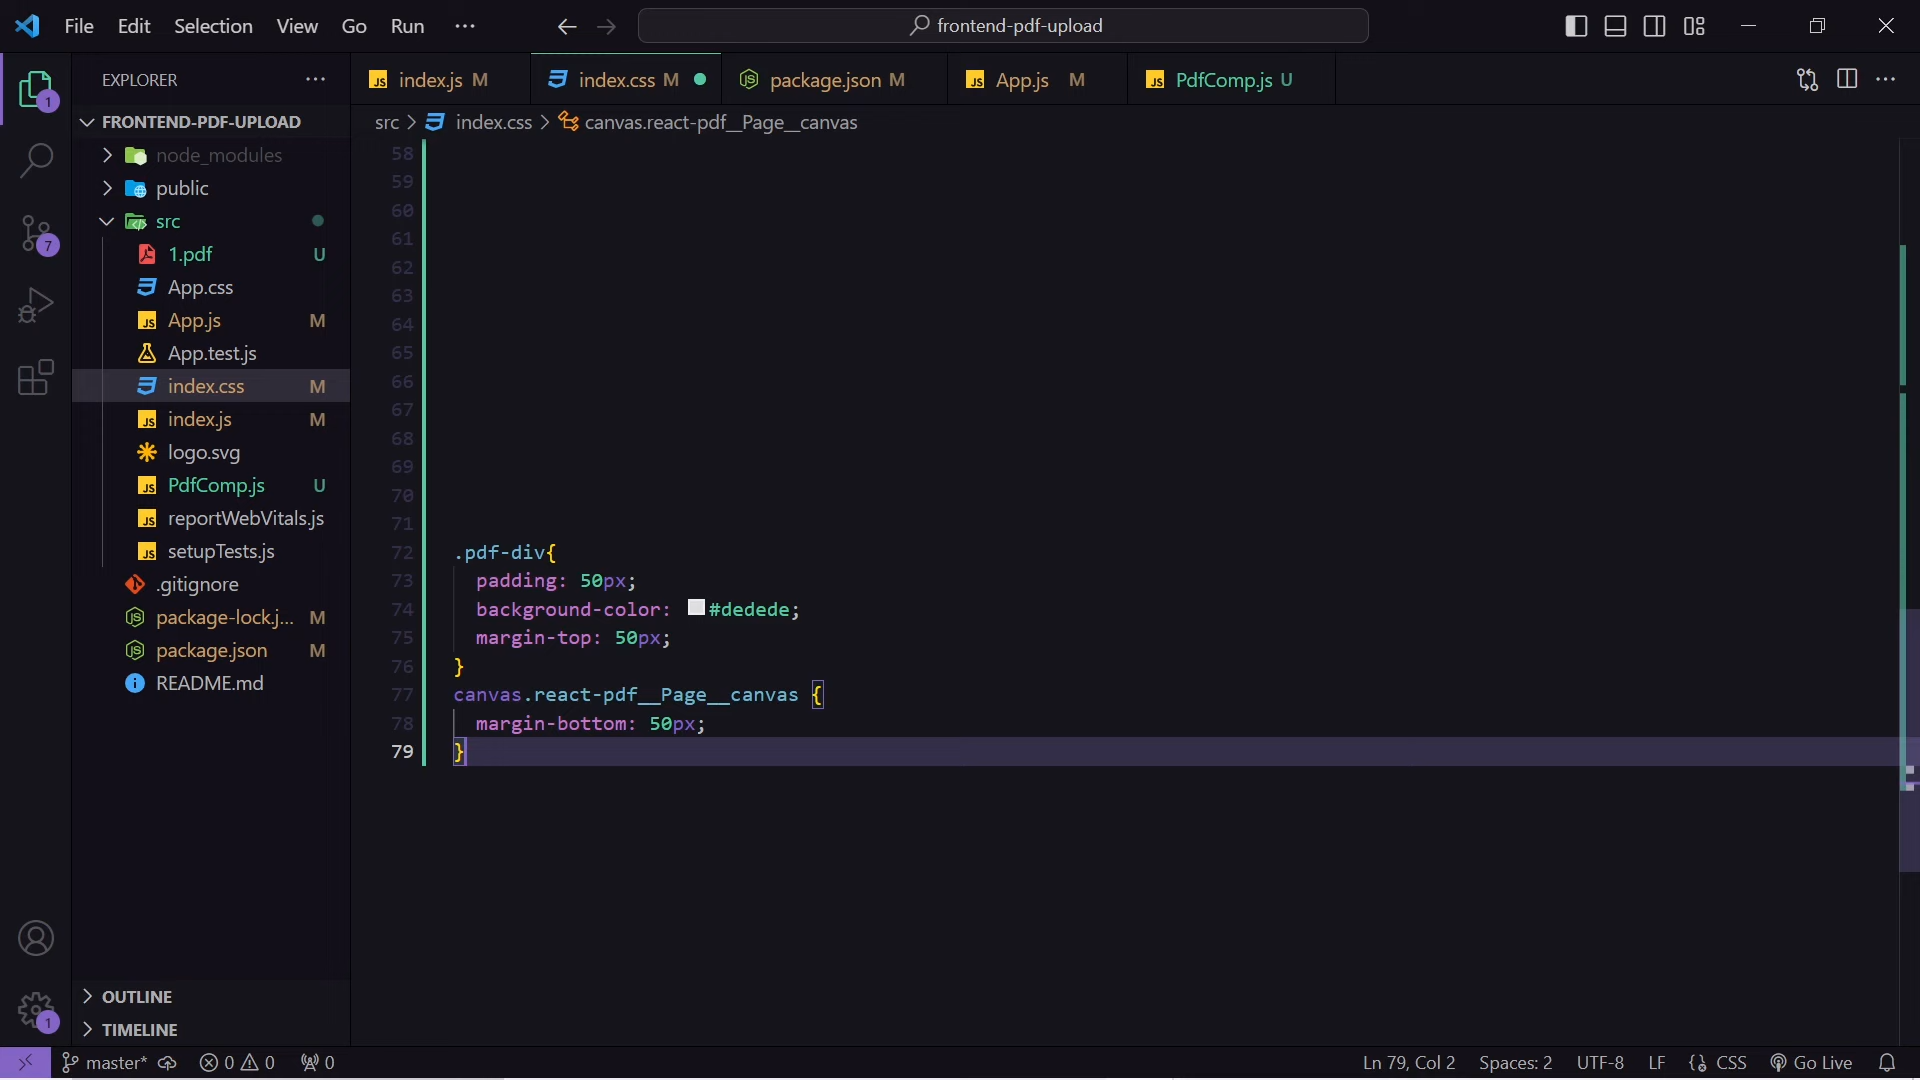 File Edit Selection View Go Run ··· ← → frontend-pdf-upload
EXPLORER ···
index.js M index.css M package.json M App.js M PdfComp.js U
src > index.css > canvas.react-pdf__Page__canvas
FRONTEND-PDF-UPLOAD
node_modules
public
src
1.pdf U
App.css
App.js M
App.test.js
index.css M
index.js M
logo.svg
PdfComp.js U
reportWebVitals.js
setupTests.js
.gitignore
package-lock.j... M
package.json M
README.md
OUTLINE
TIMELINE
1
7
1
58
59
60
61
62
63
64
65
66
67
68
69
70
71
72 .pdf-div{
73 padding: 50px;
74 background-color: #dedede;
75 margin-top: 50px;
76 }
77 canvas.react-pdf__Page__canvas {
78 margin-bottom: 50px;
79 }
master* 0 0 0 Ln 79, Col 2 Spaces: 2 UTF-8 LF CSS Go Live